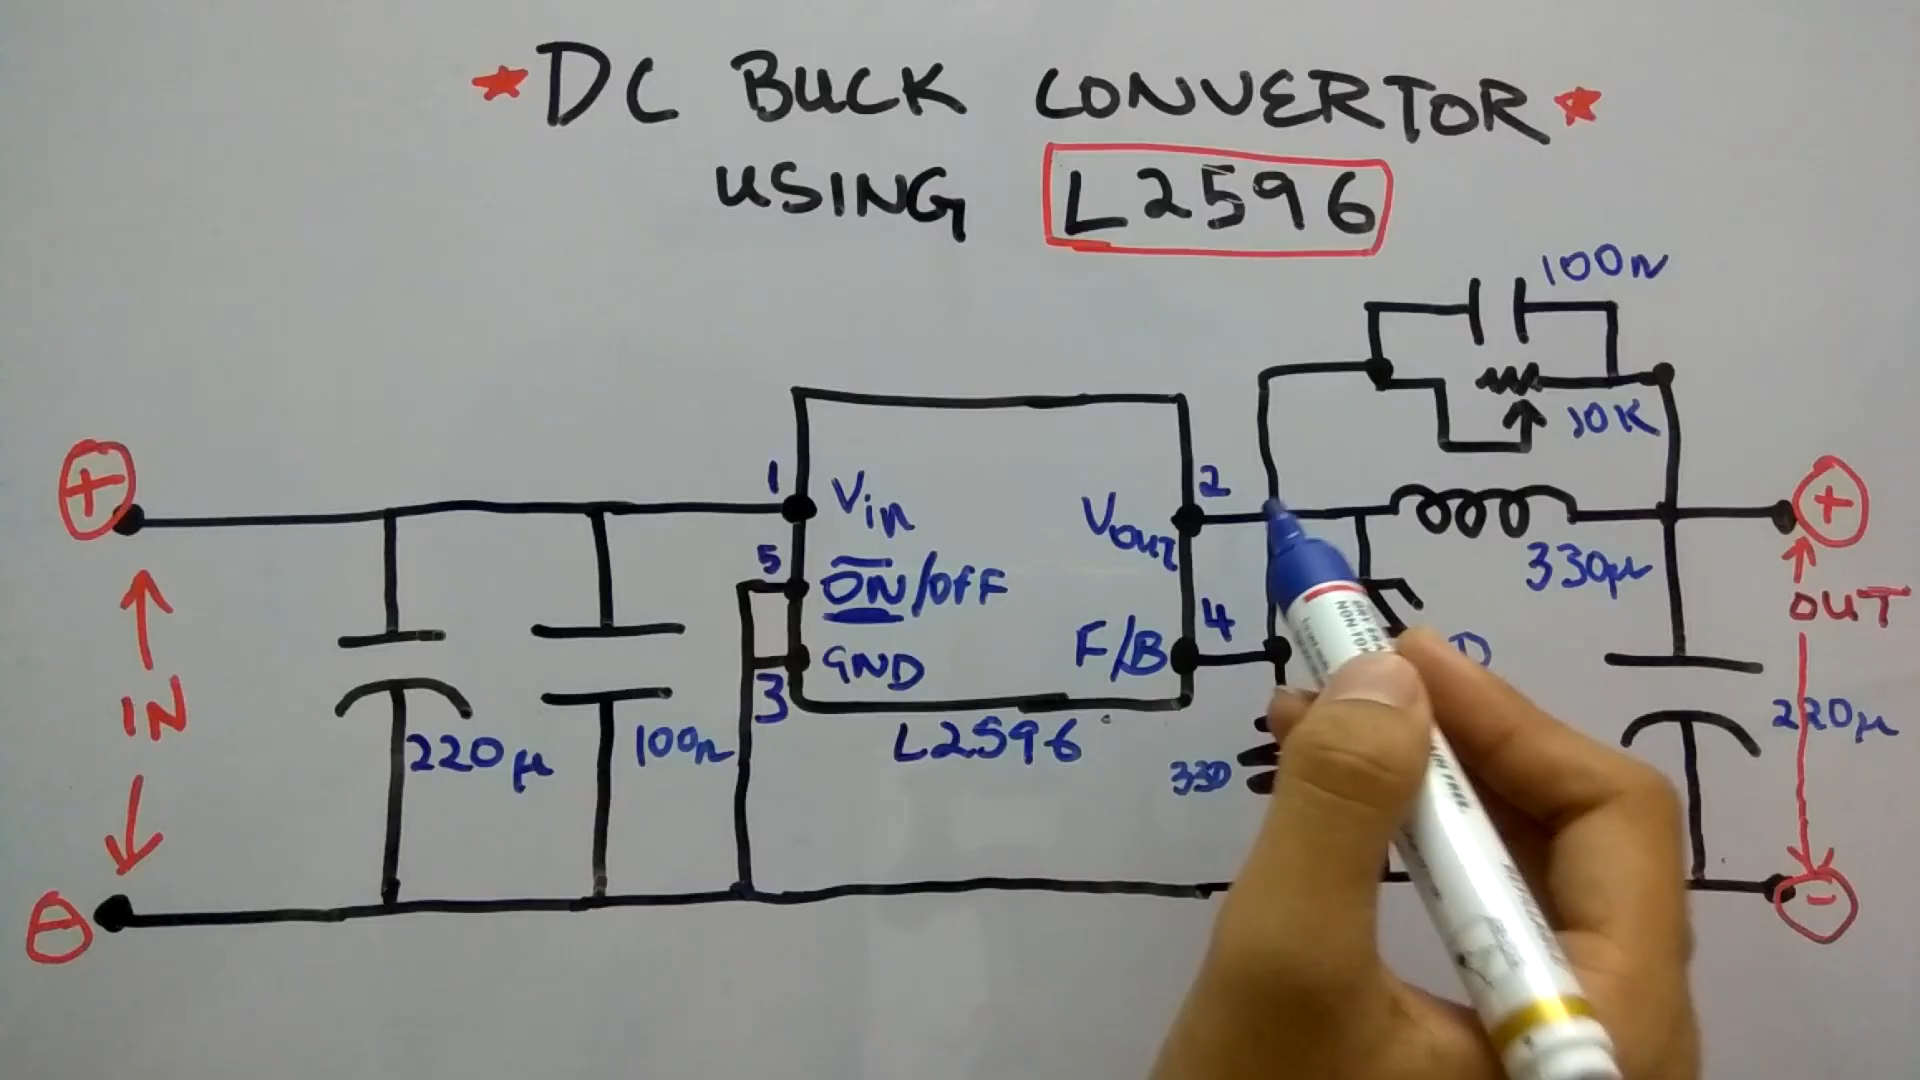 DC BUCK CONVERTOR
USING L2596
100n
10K
+
1
Vin
2
Vout
+
5
ON/OFF
330µ
OUT
IN
3
GND
4
F/B
D
L2596
220µ
100n
330
220µ
-
-